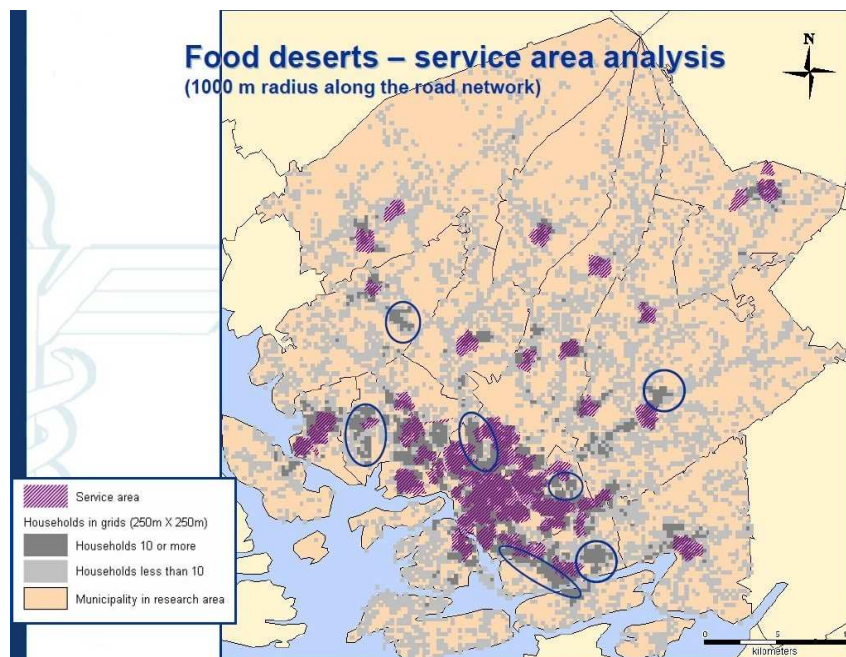 Food deserts – service area analysis
(1000 m radius along the road network)
N
Service area
Households in grids (250m X 250m)
Households 10 or more
Households less than 10
Municipality in research area
0 5 10
kilometers